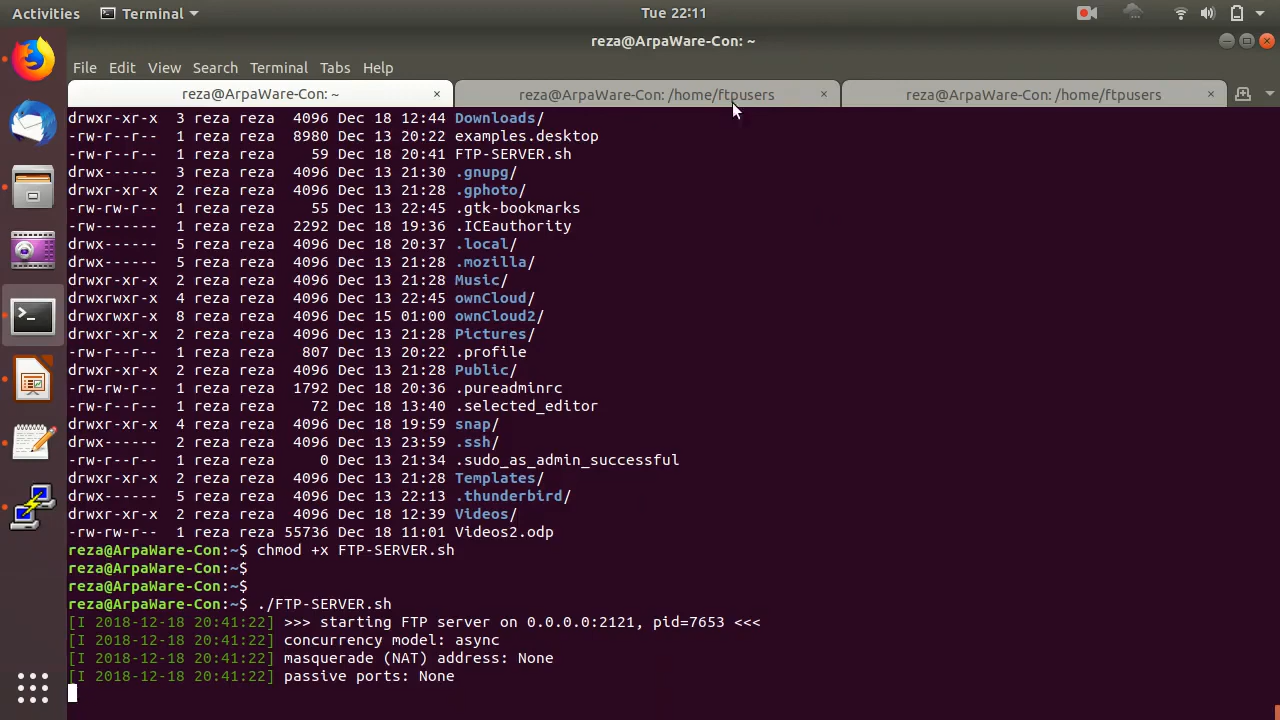 Activities Terminal Tue 22:11
reza@ArpaWare-Con: ~
File Edit View Search Terminal Tabs Help
reza@ArpaWare-Con: ~ × reza@ArpaWare-Con: /home/ftpusers × reza@ArpaWare-Con: /home/ftpusers ×
drwxr-xr-x 3 reza reza 4096 Dec 18 12:44 Downloads/
-rw-r--r-- 1 reza reza 8980 Dec 13 20:22 examples.desktop
-rw-r--r-- 1 reza reza 59 Dec 18 20:41 FTP-SERVER.sh
drwx------ 3 reza reza 4096 Dec 13 21:30 .gnupg/
drwxr-xr-x 2 reza reza 4096 Dec 13 21:28 .gphoto/
-rw-rw-r-- 1 reza reza 55 Dec 13 22:45 .gtk-bookmarks
-rw------- 1 reza reza 2292 Dec 18 19:36 .ICEauthority
drwx------ 5 reza reza 4096 Dec 18 20:37 .local/
drwx------ 5 reza reza 4096 Dec 13 21:28 .mozilla/
drwxr-xr-x 2 reza reza 4096 Dec 13 21:28 Music/
drwxrwxr-x 4 reza reza 4096 Dec 13 22:45 ownCloud/
drwxrwxr-x 8 reza reza 4096 Dec 15 01:00 ownCloud2/
drwxr-xr-x 2 reza reza 4096 Dec 13 21:28 Pictures/
-rw-r--r-- 1 reza reza 807 Dec 13 20:22 .profile
drwxr-xr-x 2 reza reza 4096 Dec 13 21:28 Public/
-rw-rw-r-- 1 reza reza 1792 Dec 18 20:36 .pureadminrc
-rw-r--r-- 1 reza reza 72 Dec 18 13:40 .selected_editor
drwxr-xr-x 4 reza reza 4096 Dec 18 19:59 snap/
drwx------ 2 reza reza 4096 Dec 13 23:59 .ssh/
-rw-r--r-- 1 reza reza 0 Dec 13 21:34 .sudo_as_admin_successful
drwxr-xr-x 2 reza reza 4096 Dec 13 21:28 Templates/
drwx------ 5 reza reza 4096 Dec 13 22:13 .thunderbird/
drwxr-xr-x 2 reza reza 4096 Dec 18 12:39 Videos/
-rw-rw-r-- 1 reza reza 55736 Dec 18 11:01 Videos2.odp
reza@ArpaWare-Con:~$ chmod +x FTP-SERVER.sh
reza@ArpaWare-Con:~$
reza@ArpaWare-Con:~$
reza@ArpaWare-Con:~$ ./FTP-SERVER.sh
[I 2018-12-18 20:41:22] >>> starting FTP server on 0.0.0.0:2121, pid=7653 <<<
[I 2018-12-18 20:41:22] concurrency model: async
[I 2018-12-18 20:41:22] masquerade (NAT) address: None
[I 2018-12-18 20:41:22] passive ports: None